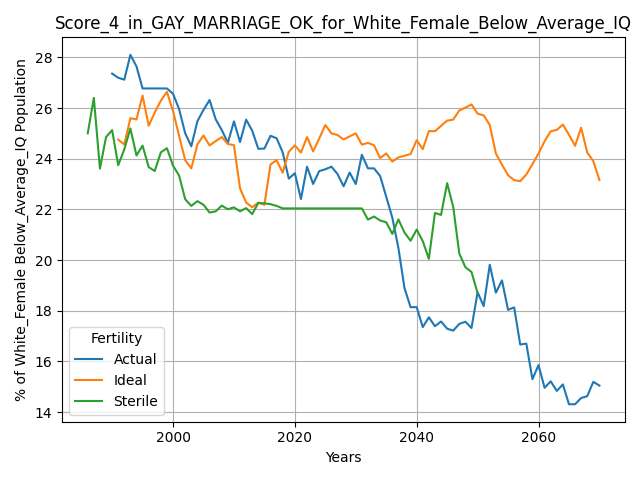 Score_4_in_GAY_MARRIAGE_OK_for_White_Female_Below_Average_IQ
% of White_Female Below_Average_IQ Population
28
26
24
22
20
18
16
14
Fertility
Actual
Ideal
Sterile
2000
2020
2040
2060
Years